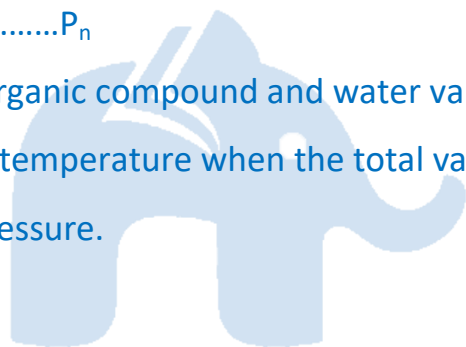 ........Pₙ
rganic compound and water va
temperature when the total va
essure.